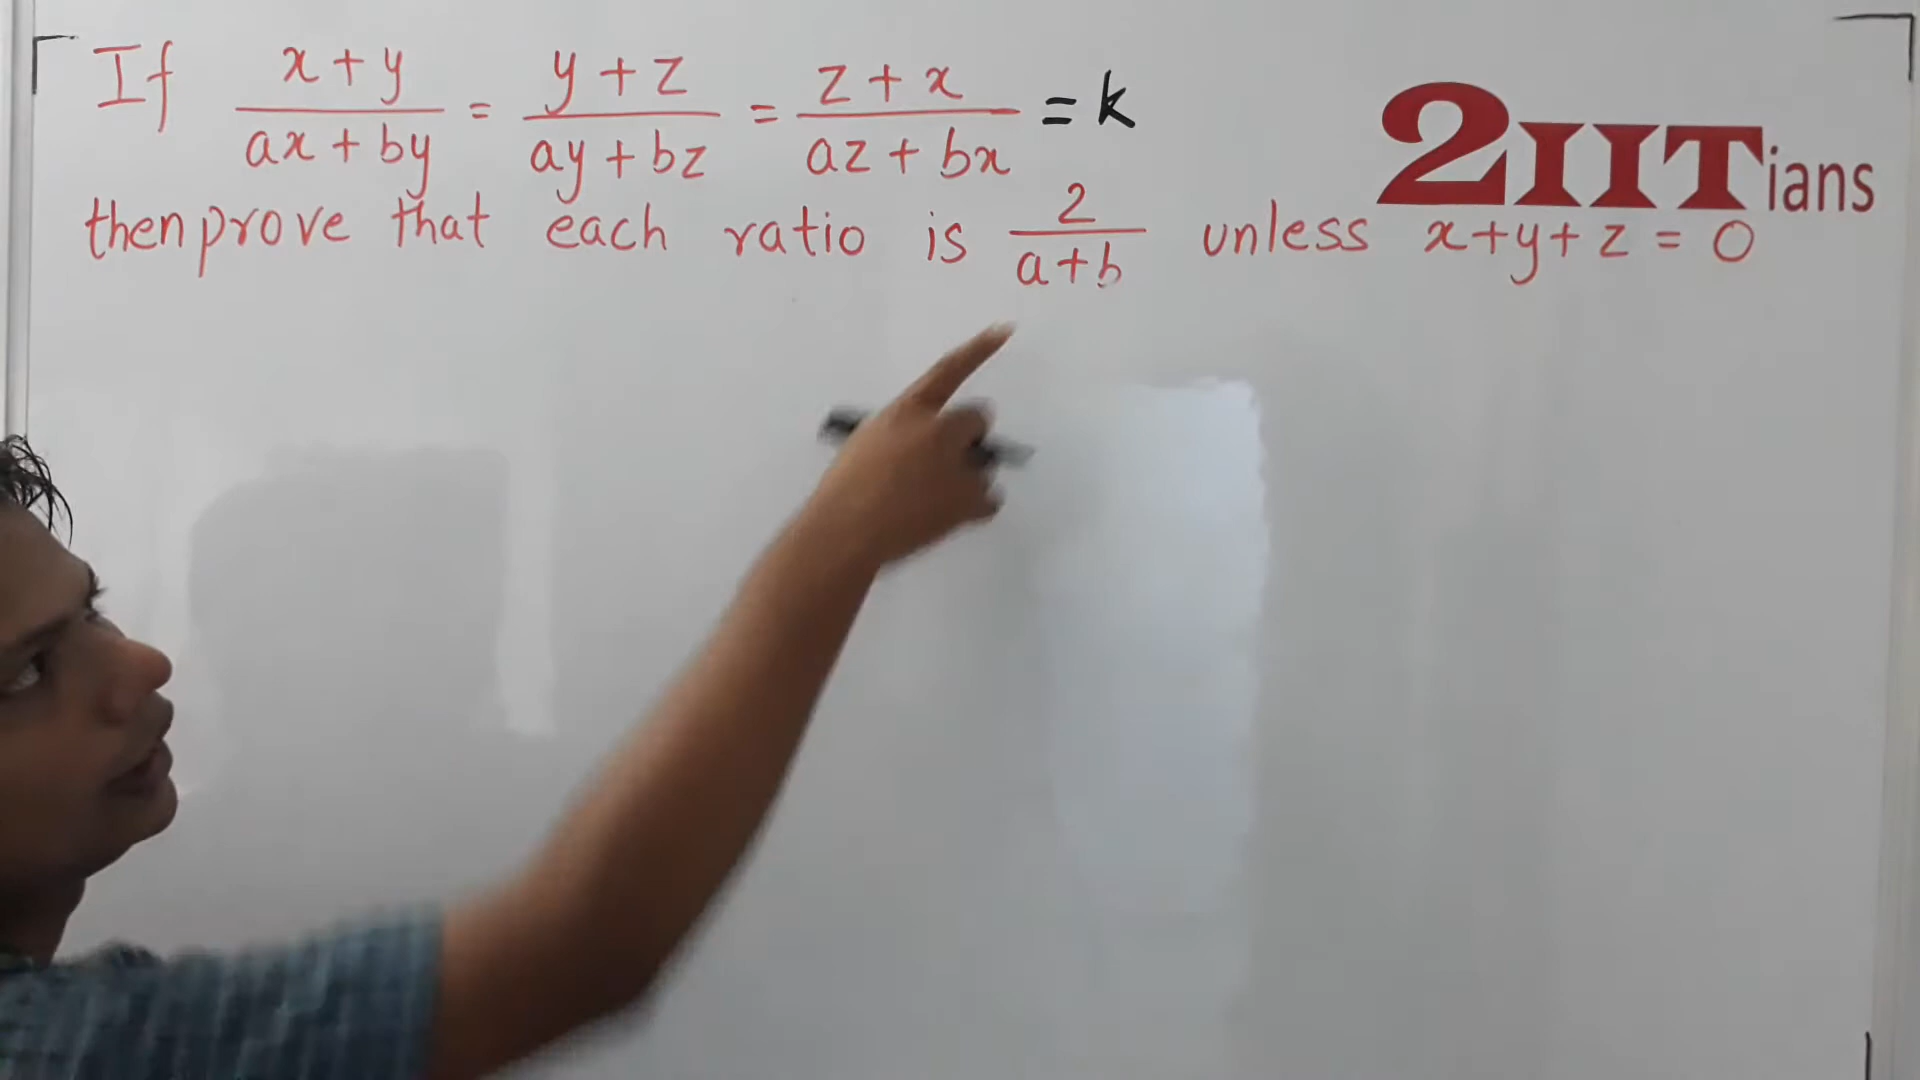 If x+y/ax+by = y+z/ay+bz = z+x/az+bx = k
then prove that each ratio is 2/a+b unless x+y+z = 0
2IITians